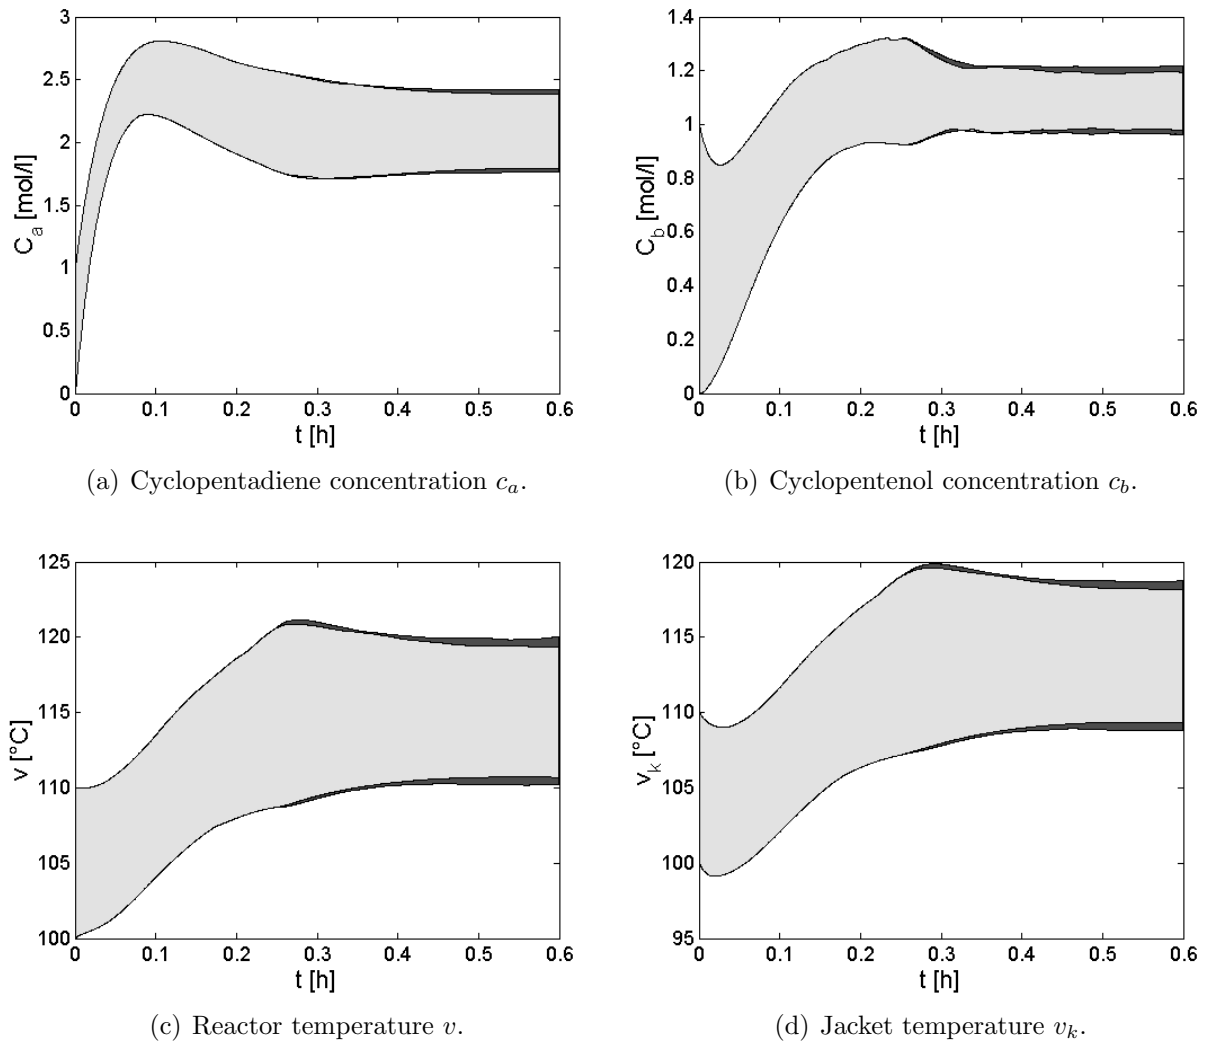 3
2.5
2
1.5
1
0.5
0
C_a [mol/l]
0 0.1 0.2 0.3 0.4 0.5 0.6
t [h]
(a) Cyclopentadiene concentration c_a.
1.4
1.2
1
0.8
0.6
0.4
0.2
0
C_b [mol/l]
0 0.1 0.2 0.3 0.4 0.5 0.6
t [h]
(b) Cyclopentenol concentration c_b.
125
120
115
110
105
100
v [°C]
0 0.1 0.2 0.3 0.4 0.5 0.6
t [h]
(c) Reactor temperature v.
120
115
110
105
100
95
v_k [°C]
0 0.1 0.2 0.3 0.4 0.5 0.6
t [h]
(d) Jacket temperature v_k.